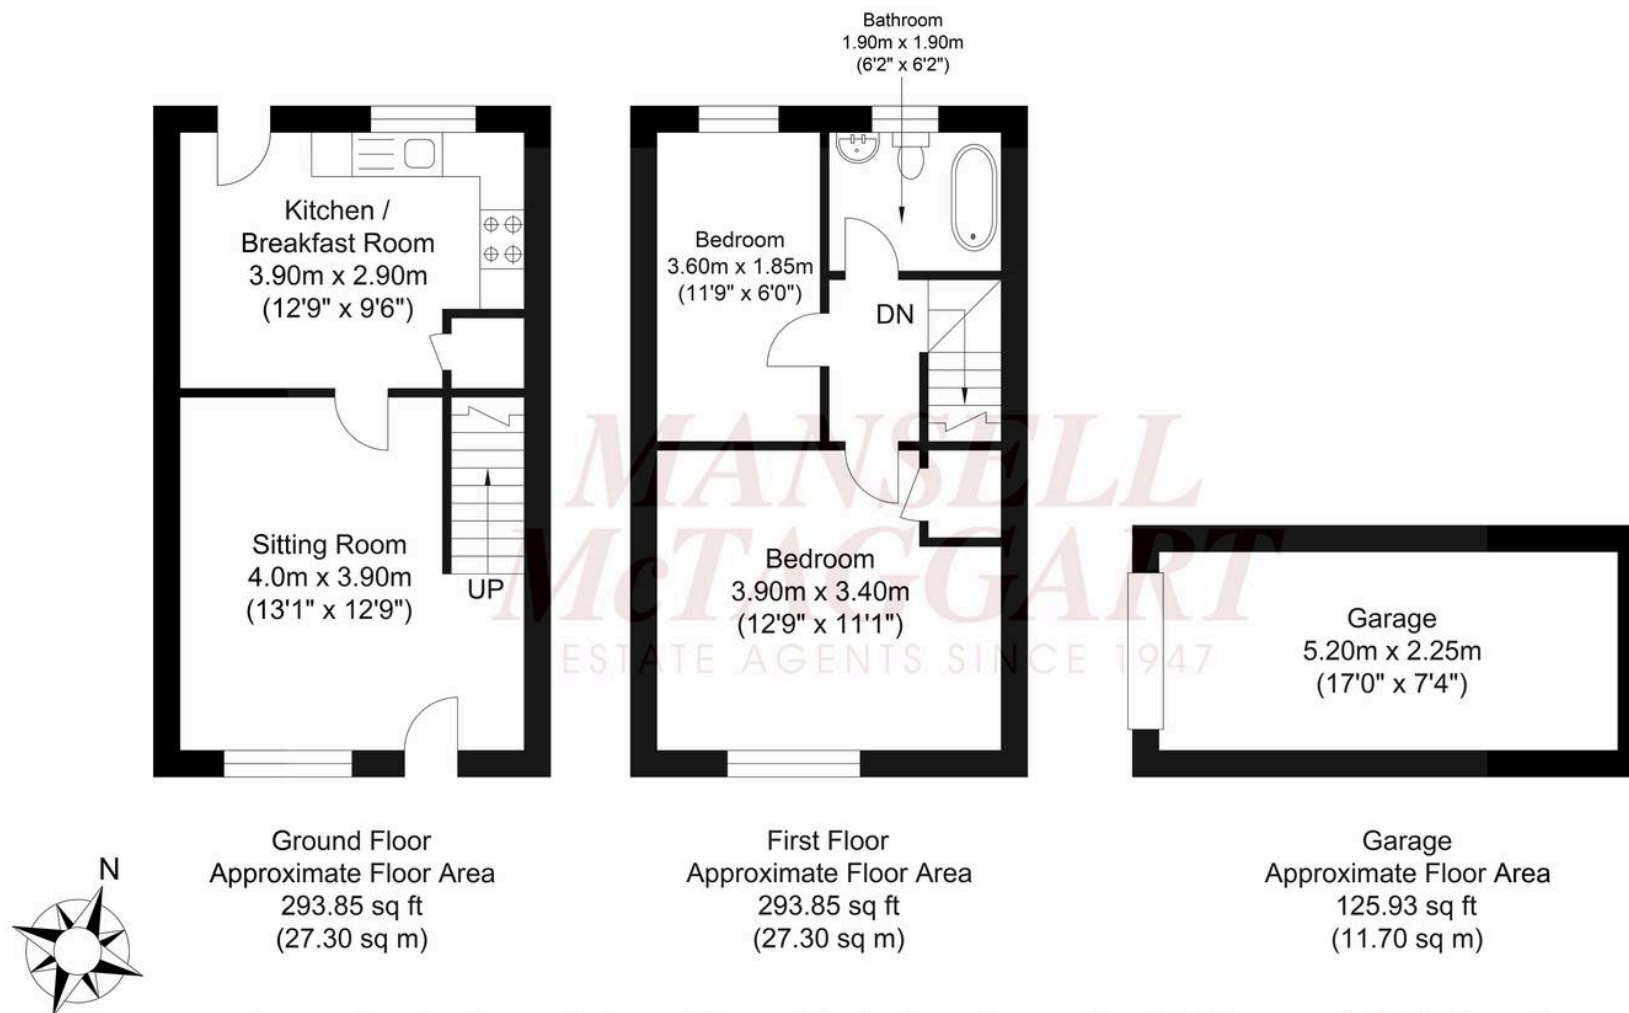 Bathroom
1.90m x 1.90m
(6'2" x 6'2")
Kitchen /
Breakfast Room
3.90m x 2.90m
(12'9" x 9'6")
Bedroom
3.60m x 1.85m
(11'9" x 6'0")
DN
Sitting Room
4.0m x 3.90m
(13'1" x 12'9")
UP
Bedroom
3.90m x 3.40m
(12'9" x 11'1")
Garage
5.20m x 2.25m
(17'0" x 7'4")
MANSELL
McTAGGART
ESTATE AGENTS SINCE 1947
Ground Floor
Approximate Floor Area
293.85 sq ft
(27.30 sq m)
First Floor
Approximate Floor Area
293.85 sq ft
(27.30 sq m)
Garage
Approximate Floor Area
125.93 sq ft
(11.70 sq m)
N